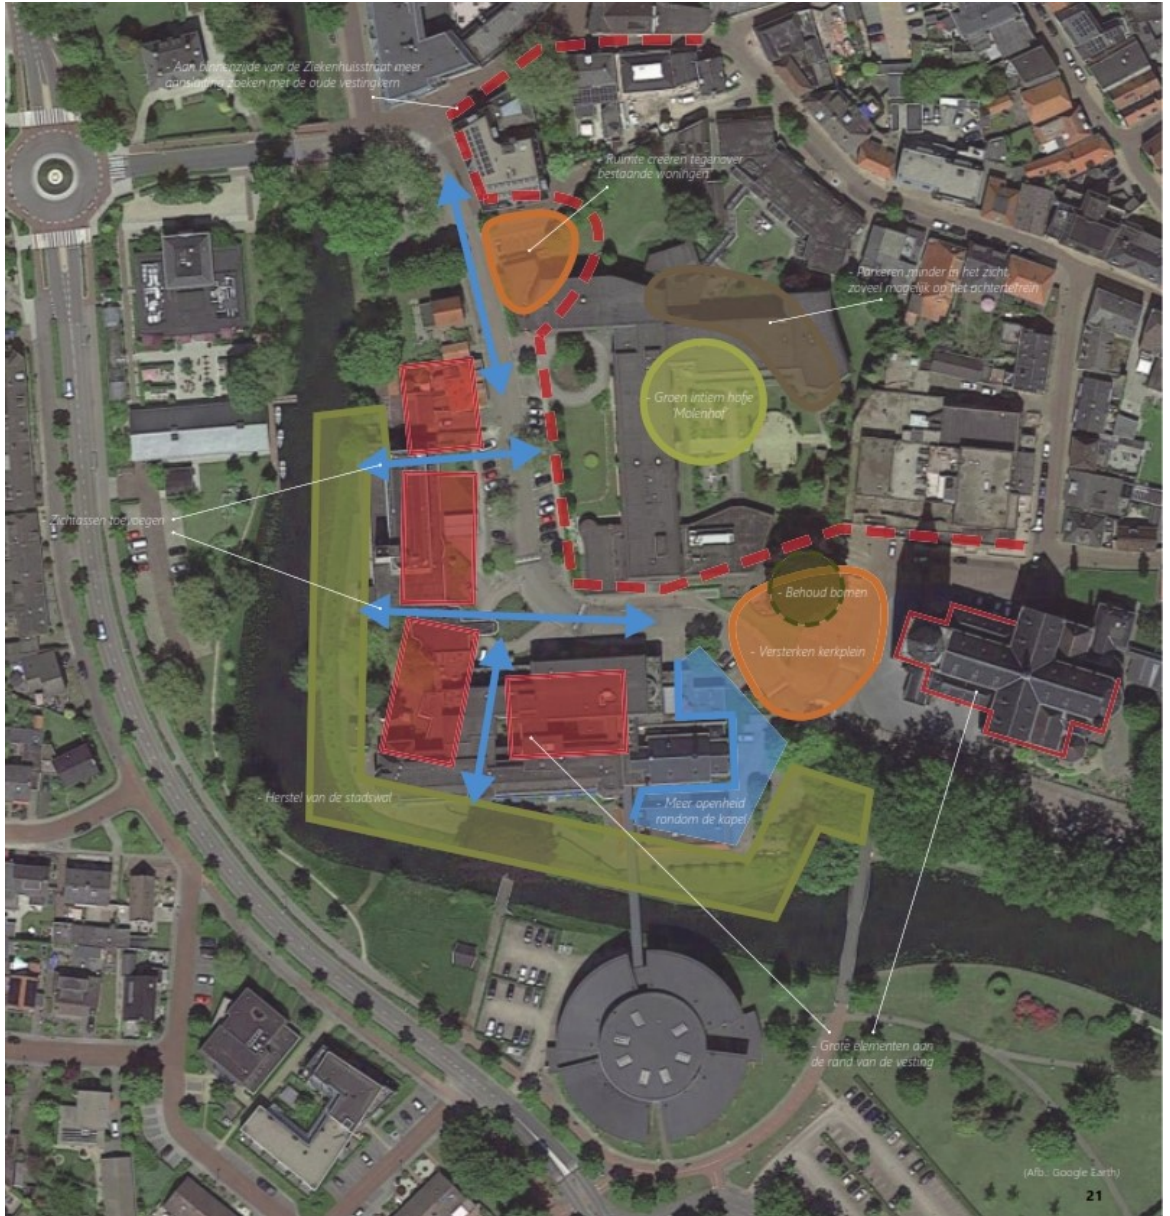 - Aan binnenzijde van de Ziekenhuisstraat meer
aansluiting zoeken met de oude vestingkern
- Ruimte creëren tegenover
bestaande woningen
- Parkeren minder in het zicht,
zoveel mogelijk op het achterterrein
- Groen intiem hofje
'Molenhof'
- Zichtassen toevoegen
- Behoud bomen
- Versterken kerkplein
- Herstel van de stadswal
- Meer openheid
rondom de kapel
- Grote elementen aan
de rand van de vesting
(Afb.: Google Earth)
21